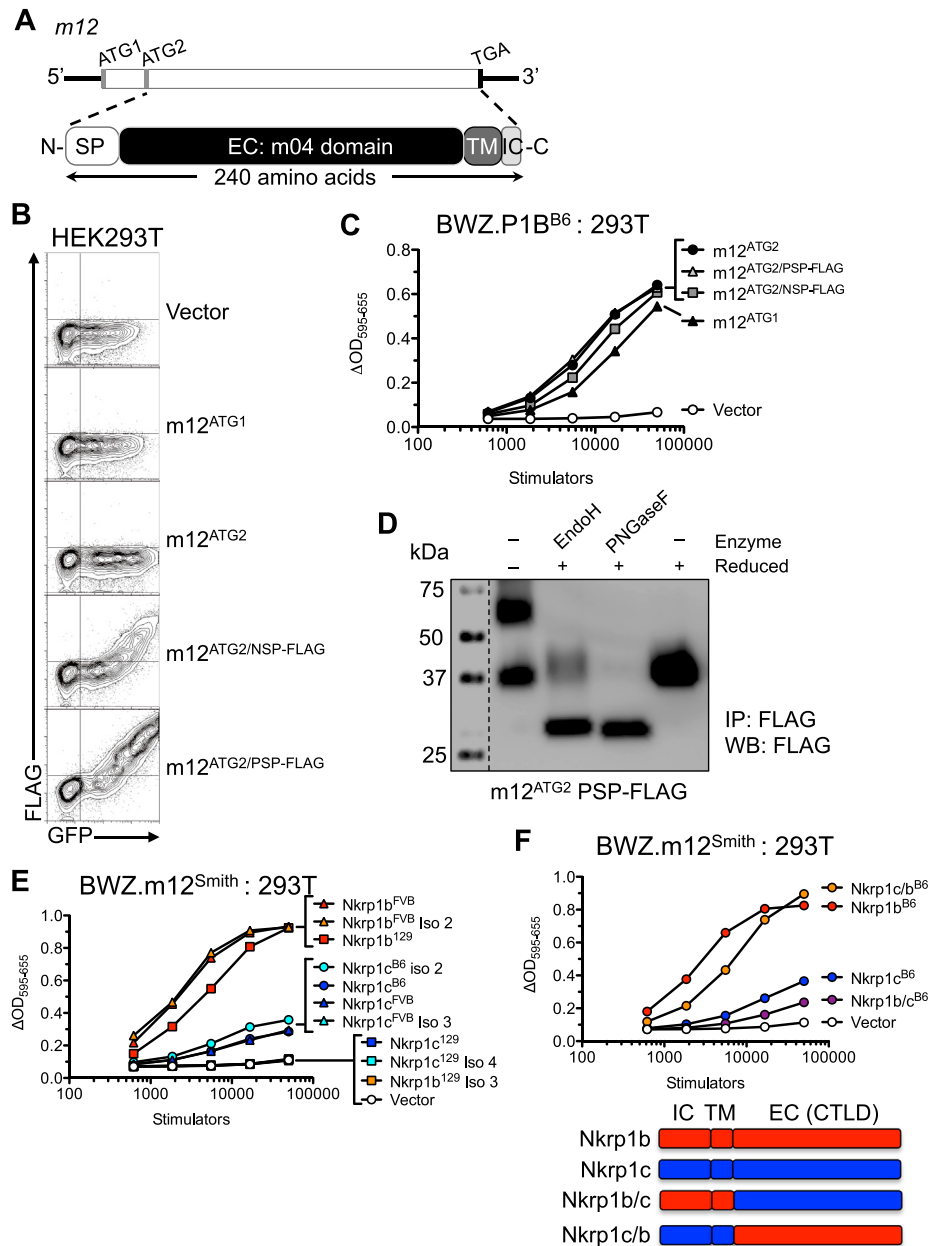 A
m12
ATG1 ATG2 TGA
5' 3'
N- SP EC: m04 domain TM IC -C
240 amino acids
B
HEK293T
Vector
m12ATG1
m12ATG2
m12ATG2/NSP-FLAG
m12ATG2/PSP-FLAG
FLAG
GFP
C
BWZ.P1BB6 : 293T
0.8
0.6
0.4
0.2
0.0
100 1000 10000 100000
ΔOD595-655
Stimulators
m12ATG2
m12ATG2/PSP-FLAG
m12ATG2/NSP-FLAG
m12ATG1
Vector
D
kDa
– EndoH PNGaseF – Enzyme
– + + + Reduced
75
50
37
25
IP: FLAG
WB: FLAG
m12ATG2 PSP-FLAG
E
BWZ.m12Smith : 293T
1.0
0.8
0.6
0.4
0.2
0.0
100 1000 10000 100000
ΔOD595-655
Stimulators
Nkrp1bFVB
Nkrp1bFVB Iso 2
Nkrp1b129
Nkrp1cB6 iso 2
Nkrp1cB6
Nkrp1cFVB
Nkrp1cFVB Iso 3
Nkrp1c129
Nkrp1c129 Iso 4
Nkrp1b129 Iso 3
Vector
F
BWZ.m12Smith : 293T
1.0
0.8
0.6
0.4
0.2
0.0
100 1000 10000 100000
ΔOD595-655
Stimulators
Nkrp1c/bB6
Nkrp1bB6
Nkrp1cB6
Nkrp1b/cB6
Vector
IC TM EC (CTLD)
Nkrp1b
Nkrp1c
Nkrp1b/c
Nkrp1c/b